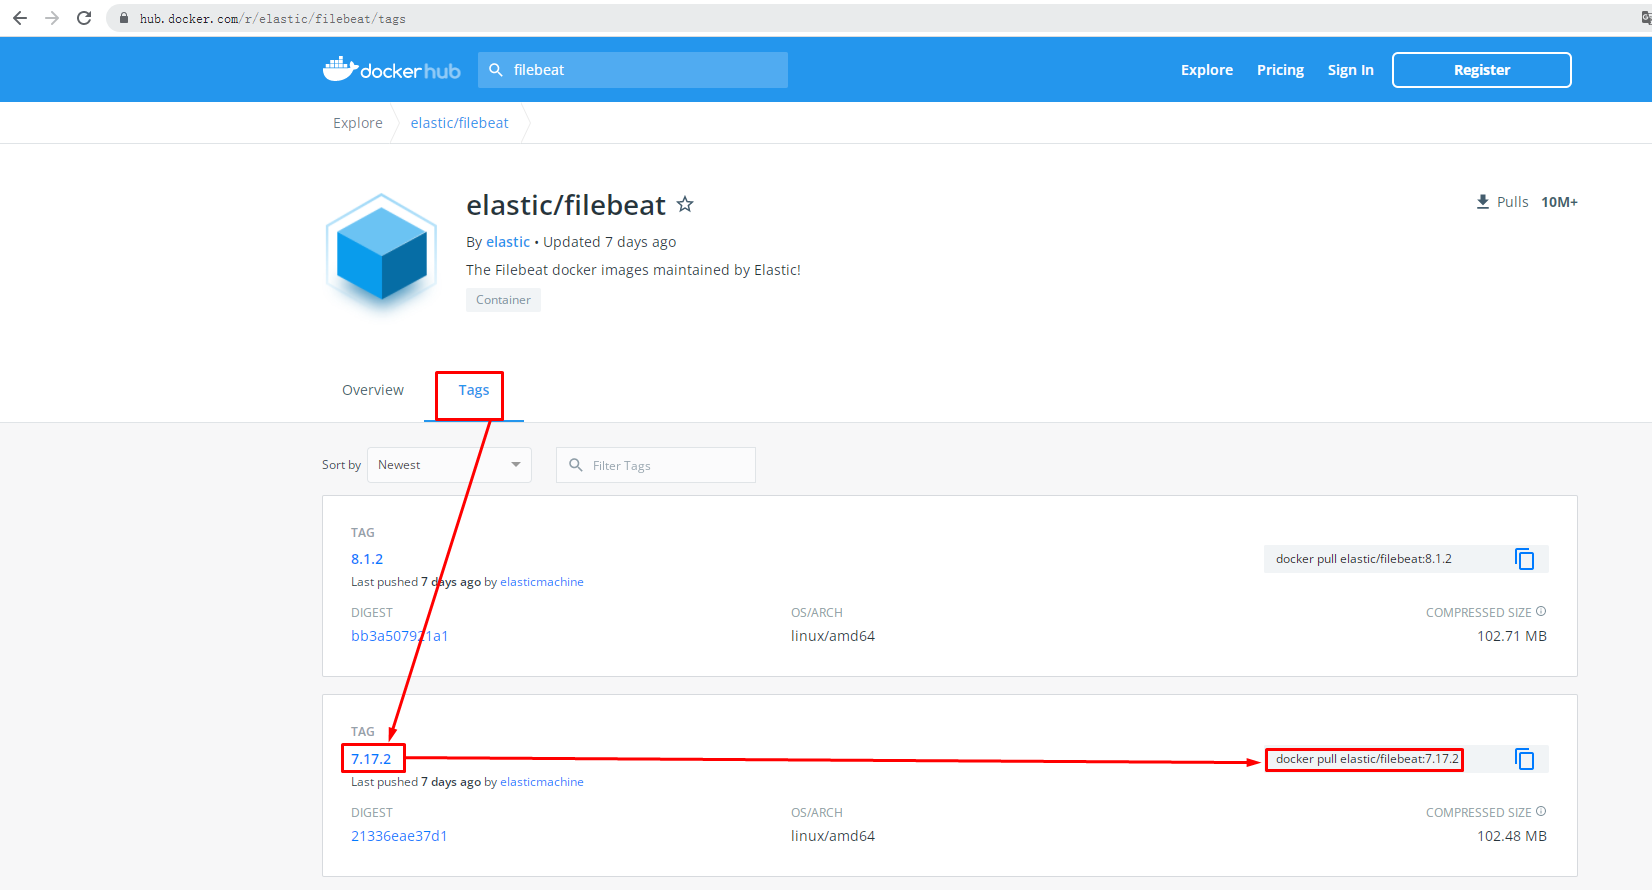 hub.docker.com/r/elastic/filebeat/tags
dockerhub
filebeat
Explore Pricing Sign In Register
Explore elastic/filebeat
elastic/filebeat
Pulls 10M+
By elastic • Updated 7 days ago
The Filebeat docker images maintained by Elastic!
Container
Overview Tags
Sort by Newest Filter Tags
TAG
8.1.2 docker pull elastic/filebeat:8.1.2
Last pushed 7 days ago by elasticmachine
DIGEST OS/ARCH COMPRESSED SIZE
bb3a507921a1 linux/amd64 102.71 MB
TAG
7.17.2 docker pull elastic/filebeat:7.17.2
Last pushed 7 days ago by elasticmachine
DIGEST OS/ARCH COMPRESSED SIZE
21336eae37d1 linux/amd64 102.48 MB